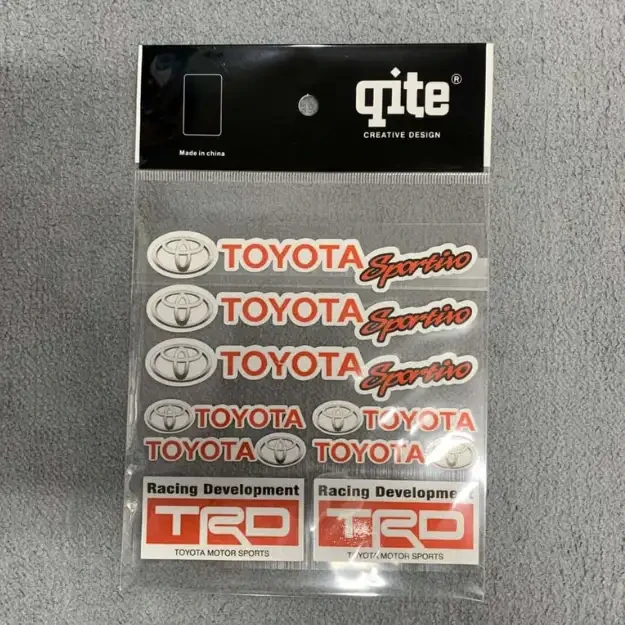 qite®
CREATIVE DESIGN
Made in china
TOYOTA Sportivo
TOYOTA Sportivo
TOYOTA Sportivo
TOYOTA TOYOTA
TOYOTA TOYOTA
Racing Development Racing Development
TRD TRD
TOYOTA MOTOR SPORTS TOYOTA MOTOR SPORTS